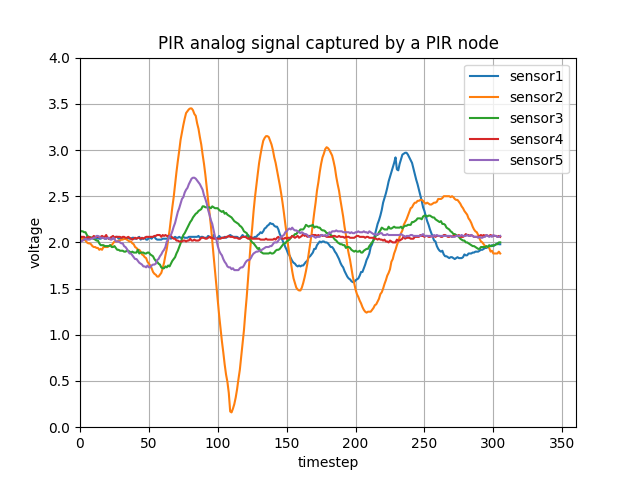 PIR analog signal captured by a PIR node
4.0
3.5
3.0
2.5
2.0
1.5
1.0
0.5
0.0
voltage
sensor1
sensor2
sensor3
sensor4
sensor5
0 50 100 150 200 250 300 350
timestep